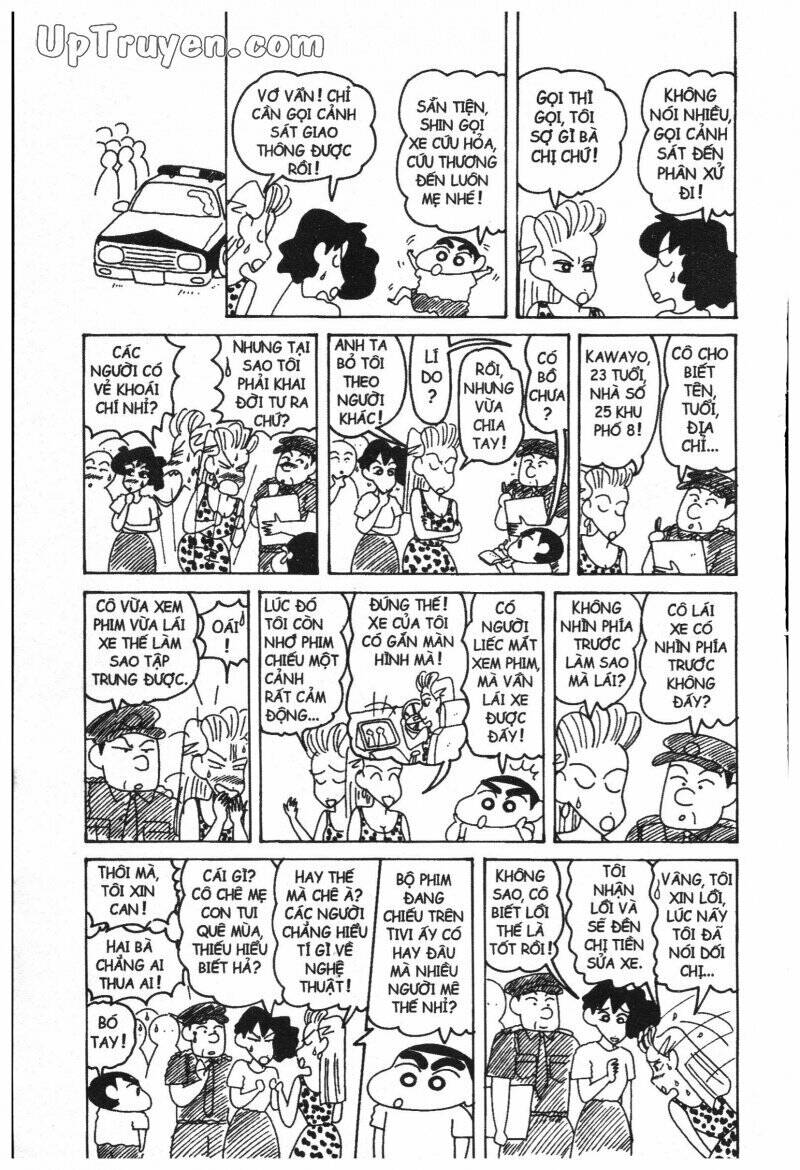 UpTruyen.com
KHÔNG
NÓI NHIỀU,
GỌI CẢNH
SÁT ĐẾN
PHÂN XỬ
ĐI!
GỌI THÌ
GỌI, TÔI
SỢ GÌ BÀ
CHỊ CHỨ!
SẴN TIỆN,
SHIN GỌI
XE CỨU HỎA,
CỨU THƯƠNG
ĐẾN LUÔN
MẸ NHÉ!
VỚ VẨN! CHỈ
CẦN GỌI CẢNH
SÁT GIAO
THÔNG ĐƯỢC
RỒI!
CÔ CHO
BIẾT
TÊN,
TUỔI,
ĐỊA
CHỈ...
KAWAYO,
23 TUỔI,
NHÀ SỐ
25 KHU
PHỐ 8!
CÓ
BỒ
CHƯA
?
RỒI,
NHƯNG
VỪA
CHIA
TAY!
LÍ
DO
?
ANH TA
BỎ TÔI
THEO
NGƯỜI
KHÁC!
NHƯNG TẠI
SAO TÔI
PHẢI KHAI
ĐỜI TƯ RA
CHỨ?
CÁC
NGƯỜI CÓ
VẺ KHOÁI
CHÍ NHỈ?
CÔ LÁI
XE CÓ
NHÌN PHÍA
TRƯỚC
KHÔNG
ĐẤY?
KHÔNG
NHÌN PHÍA
TRƯỚC
LÀM SAO
MÀ LÁI?
CÓ
NGƯỜI
LIẾC MẮT
XEM PHIM,
MÀ VẪN
LÁI XE
ĐƯỢC
ĐẤY!
ĐÚNG THẾ!
XE CỦA TÔI
CÓ GẮN MÀN
HÌNH MÀ!
LÚC ĐÓ
TÔI CÒN
NHỚ PHIM
CHIẾU MỘT
CẢNH
RẤT CẢM
ĐỘNG...
OÁI
!
CÔ VỪA XEM
PHIM VỪA LÁI
XE THẾ LÀM
SAO TẬP
TRUNG ĐƯỢC.
VÂNG, TÔI
XIN LỖI,
LÚC NÃY
TÔI ĐÃ
NÓI DỐI
CHỊ...
TÔI
NHẬN
LỖI VÀ
SẼ ĐỀN
CHỊ TIỀN
SỬA XE.
KHÔNG
SAO, CÔ
BIẾT LỖI
THẾ LÀ
TỐT RỒI!
BỘ PHIM
ĐANG
CHIẾU TRÊN
TIVI ẤY CÓ
HAY ĐÂU
MÀ NHIỀU
NGƯỜI MÊ
THẾ NHỈ?
HAY THẾ
MÀ CHÊ À?
CÁC NGƯỜI
CHẲNG HIỂU
TÍ GÌ VỀ
NGHỆ
THUẬT!
CÁI GÌ?
CÔ CHÊ MẸ
CON TUI
QUÊ MÙA,
THIẾU HIỂU
BIẾT HẢ?
THÔI MÀ,
TÔI XIN
CAN!
HAI BÀ
CHẲNG AI
THUA AI!
BÓ
TAY!